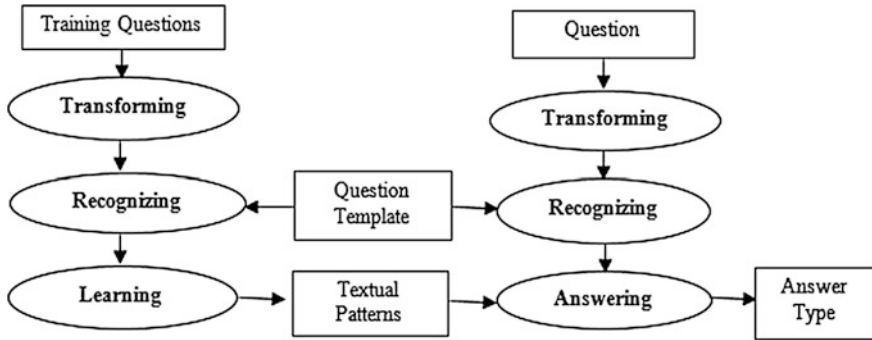 Training Questions
Question
Transforming
Transforming
Recognizing
Question
Template
Recognizing
Learning
Textual
Patterns
Answering
Answer
Type